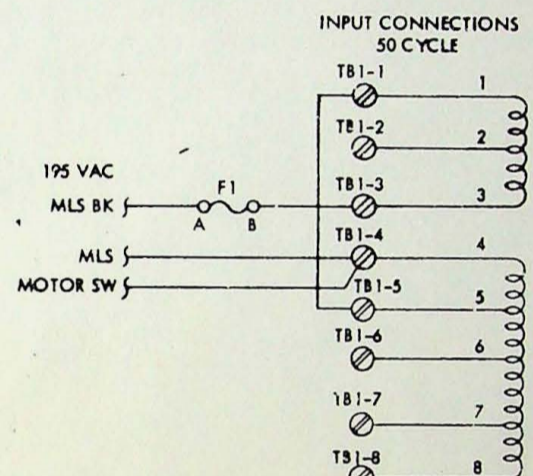 INPUT CONNECTIONS
50 CYCLE
TB1-1
1
TB1-2
2
195 VAC
F1
TB1-3
3
MLS BK
A
B
TB1-4
4
MLS
MOTOR SW
TB1-5
5
TB1-6
6
TB1-7
7
TB1-8
8